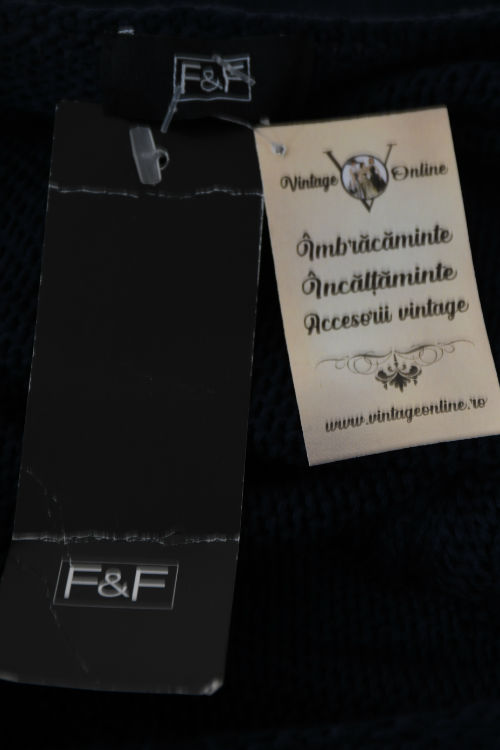 F&F
Vintage V Online
Îmbrăcăminte
Încălțăminte
Accesorii vintage
www.vintageonline.ro
F&F